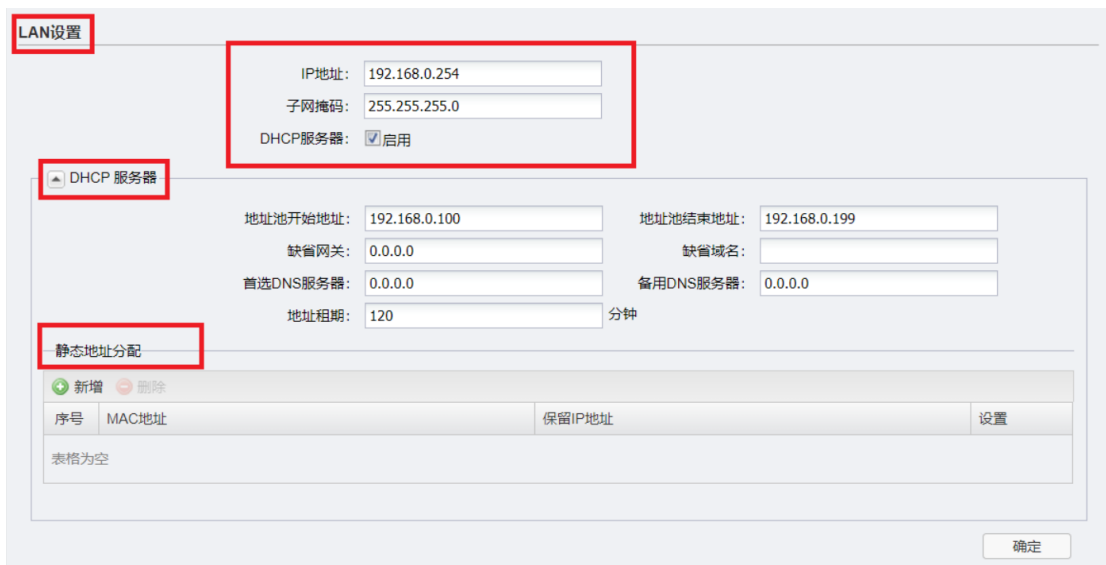 LAN设置
IP地址： 192.168.0.254
子网掩码： 255.255.255.0
DHCP服务器： 启用
DHCP 服务器
地址池开始地址： 192.168.0.100 地址池结束地址： 192.168.0.199
缺省网关： 0.0.0.0 缺省域名：
首选DNS服务器： 0.0.0.0 备用DNS服务器： 0.0.0.0
地址租期： 120 分钟
静态地址分配
新增 删除
序号 MAC地址 保留IP地址 设置
表格为空
确定